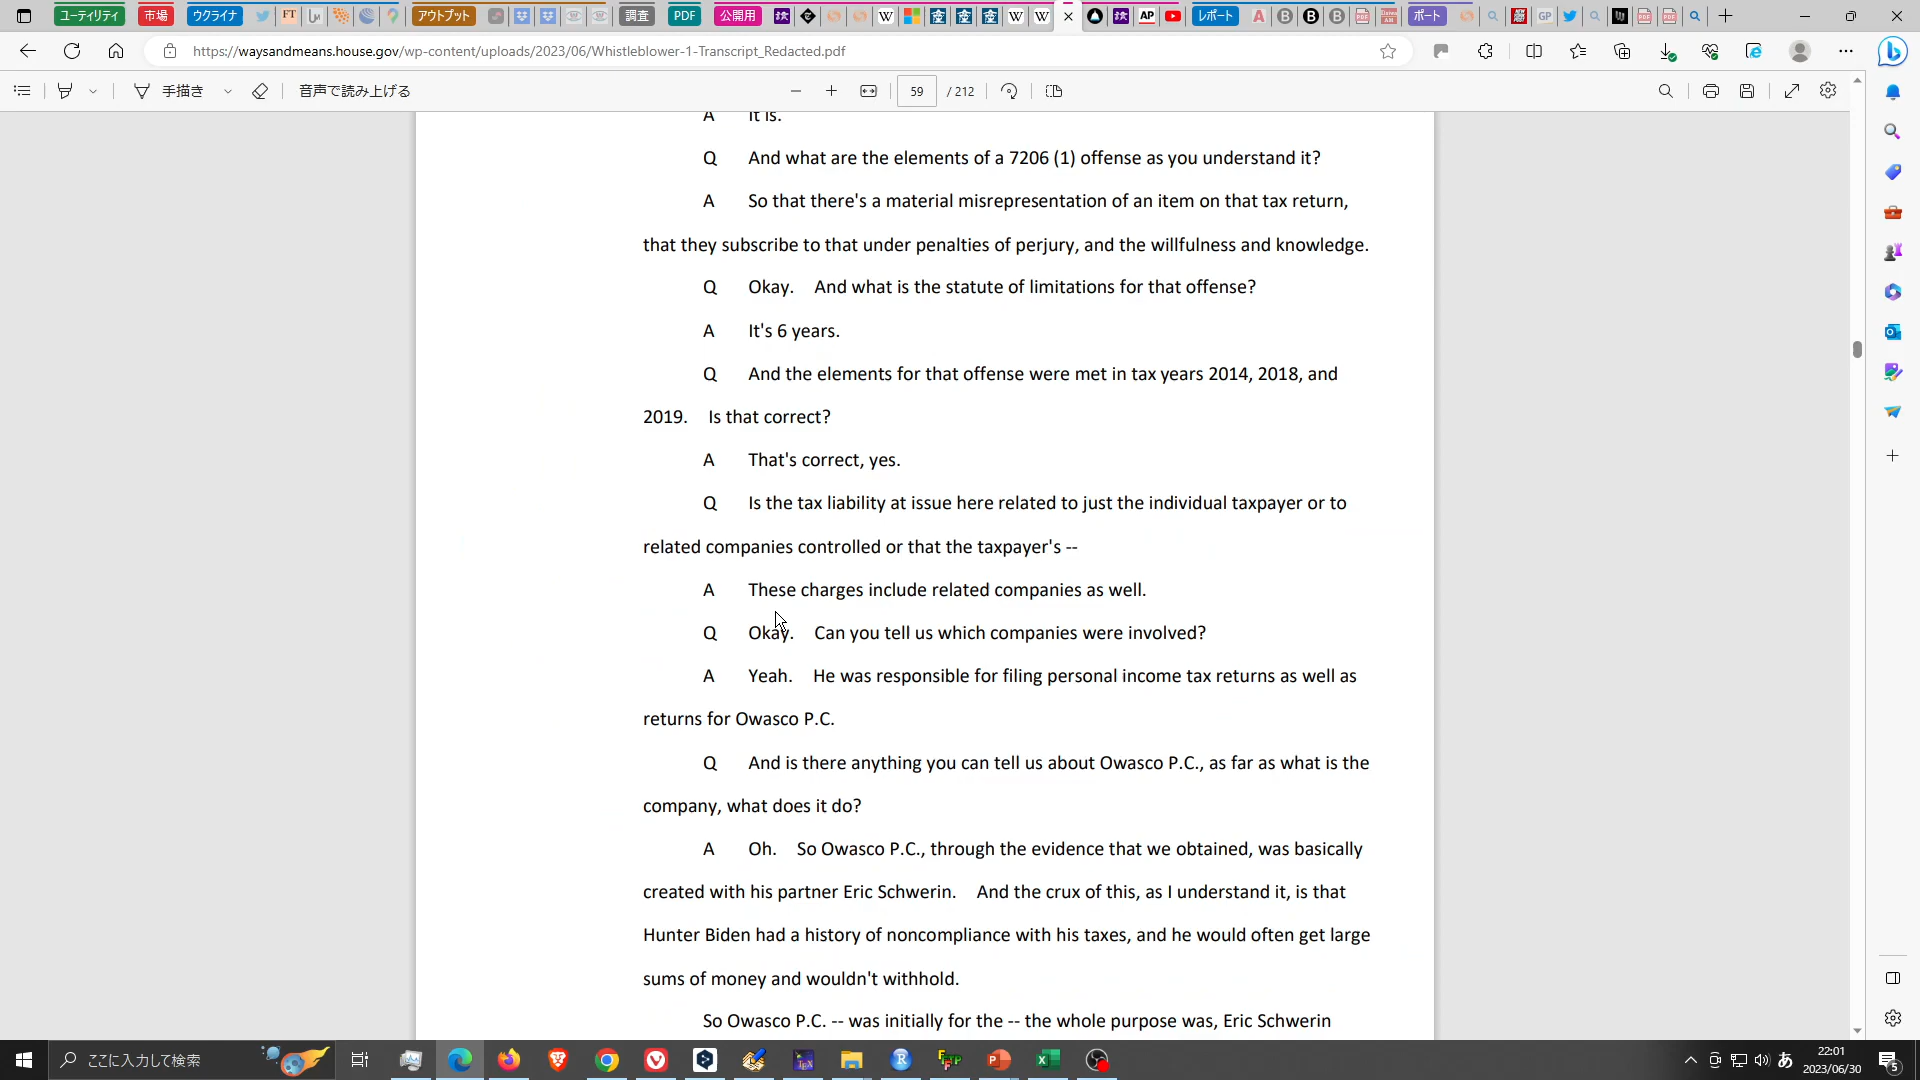 ユーティリティ 市場 ウクライナ FT アウトプット 調査 PDF 公開用 AP レポート ポート
https://waysandmeans.house.gov/wp-content/uploads/2023/06/Whistleblower-1-Transcript_Redacted.pdf
手描き 音声で読み上げる 59 / 212
A It is.
Q And what are the elements of a 7206 (1) offense as you understand it?
A So that there's a material misrepresentation of an item on that tax return,
that they subscribe to that under penalties of perjury, and the willfulness and knowledge.
Q Okay. And what is the statute of limitations for that offense?
A It's 6 years.
Q And the elements for that offense were met in tax years 2014, 2018, and
2019. Is that correct?
A That's correct, yes.
Q Is the tax liability at issue here related to just the individual taxpayer or to
related companies controlled or that the taxpayer's --
A These charges include related companies as well.
Q Okay. Can you tell us which companies were involved?
A Yeah. He was responsible for filing personal income tax returns as well as
returns for Owasco P.C.
Q And is there anything you can tell us about Owasco P.C., as far as what is the
company, what does it do?
A Oh. So Owasco P.C., through the evidence that we obtained, was basically
created with his partner Eric Schwerin. And the crux of this, as I understand it, is that
Hunter Biden had a history of noncompliance with his taxes, and he would often get large
sums of money and wouldn't withhold.
So Owasco P.C. -- was initially for the -- the whole purpose was, Eric Schwerin
ここに入力して検索
あ 22:01
2023/06/30
5